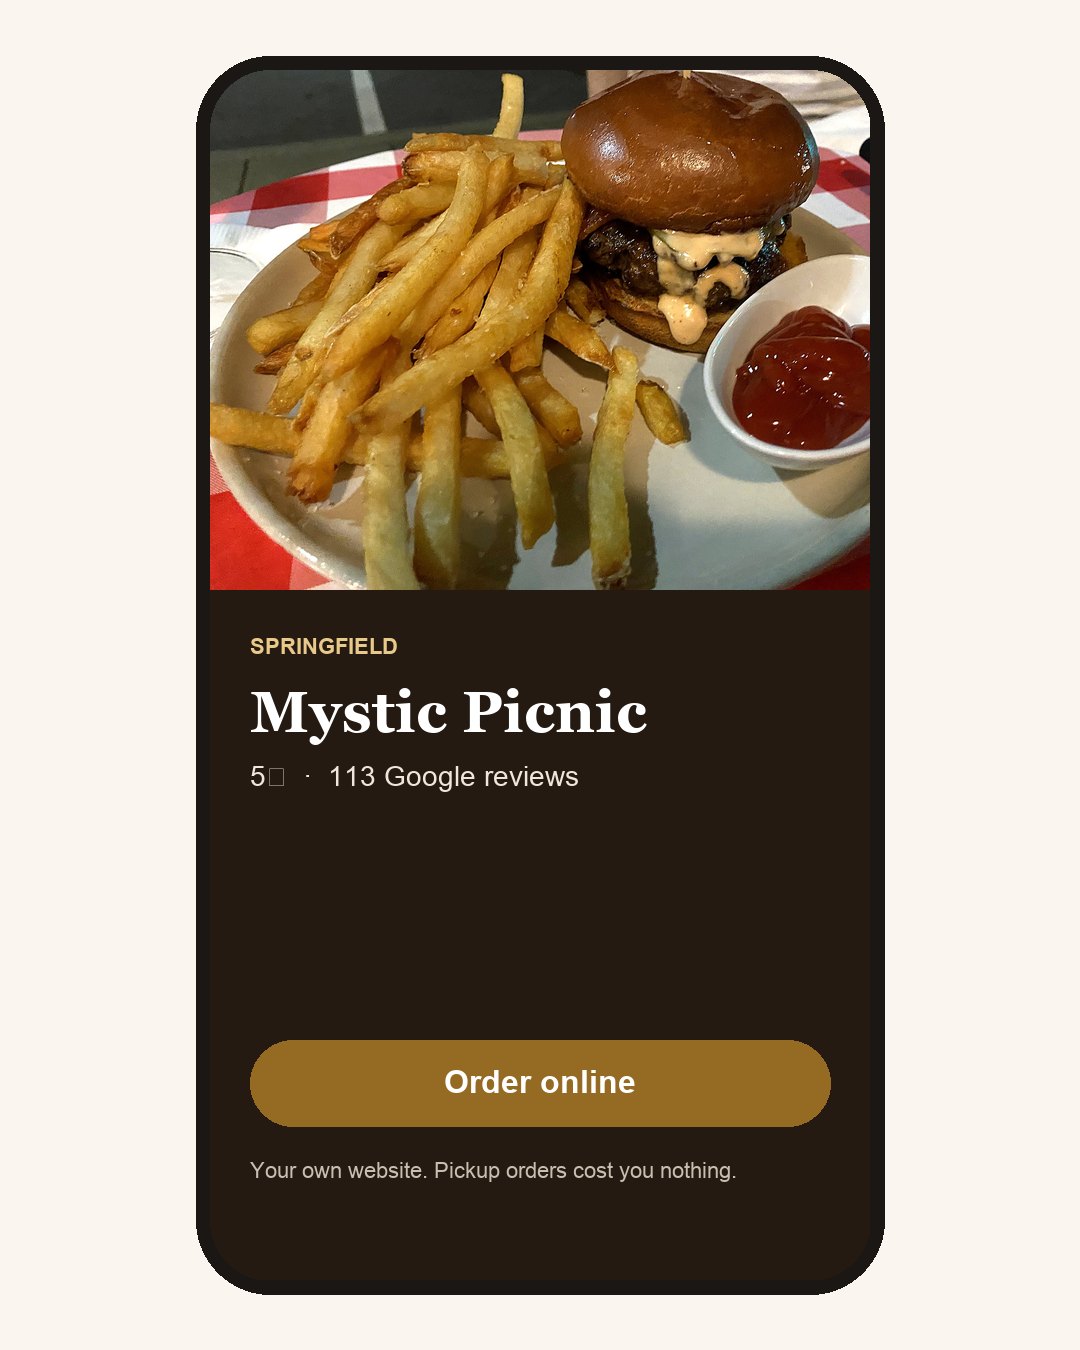 SPRINGFIELD
Mystic Picnic
5□ · 113 Google reviews
Order online
Your own website. Pickup orders cost you nothing.